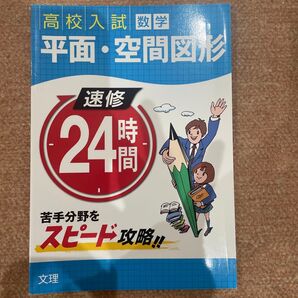 高校入試 数学
平面・空間図形
速修
24時間
苦手分野を
スピード攻略!!
文理